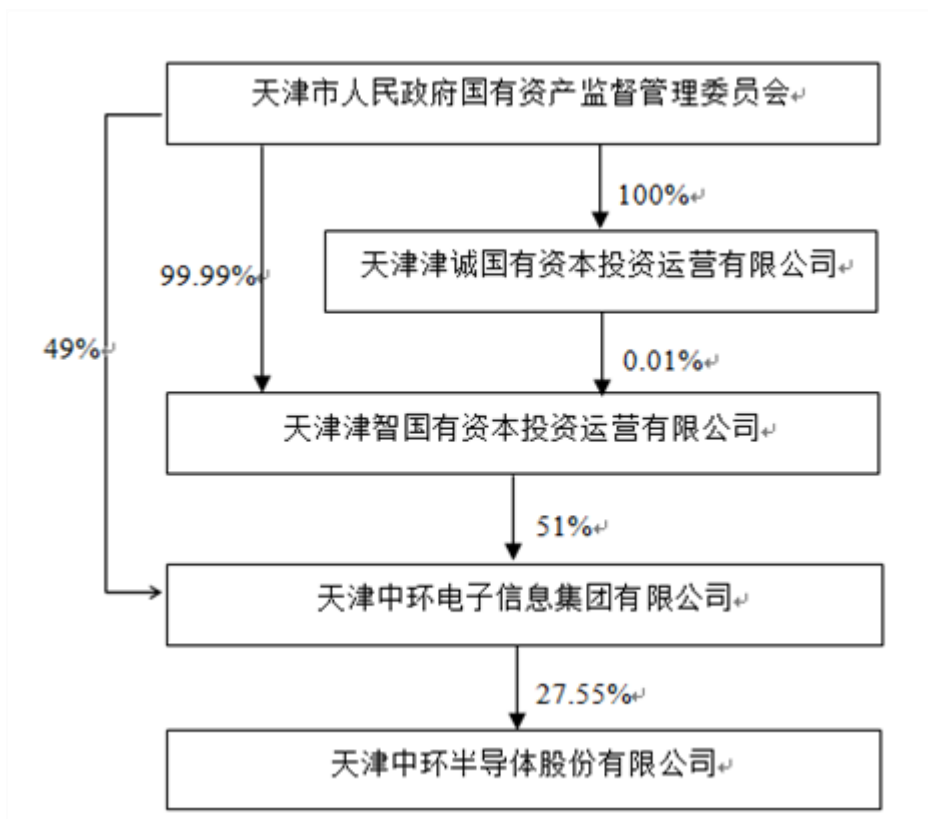 天津市人民政府国有资产监督管理委员会
100%
天津津诚国有资本投资运营有限公司
99.99%
49%
0.01%
天津津智国有资本投资运营有限公司
51%
天津中环电子信息集团有限公司
27.55%
天津中环半导体股份有限公司